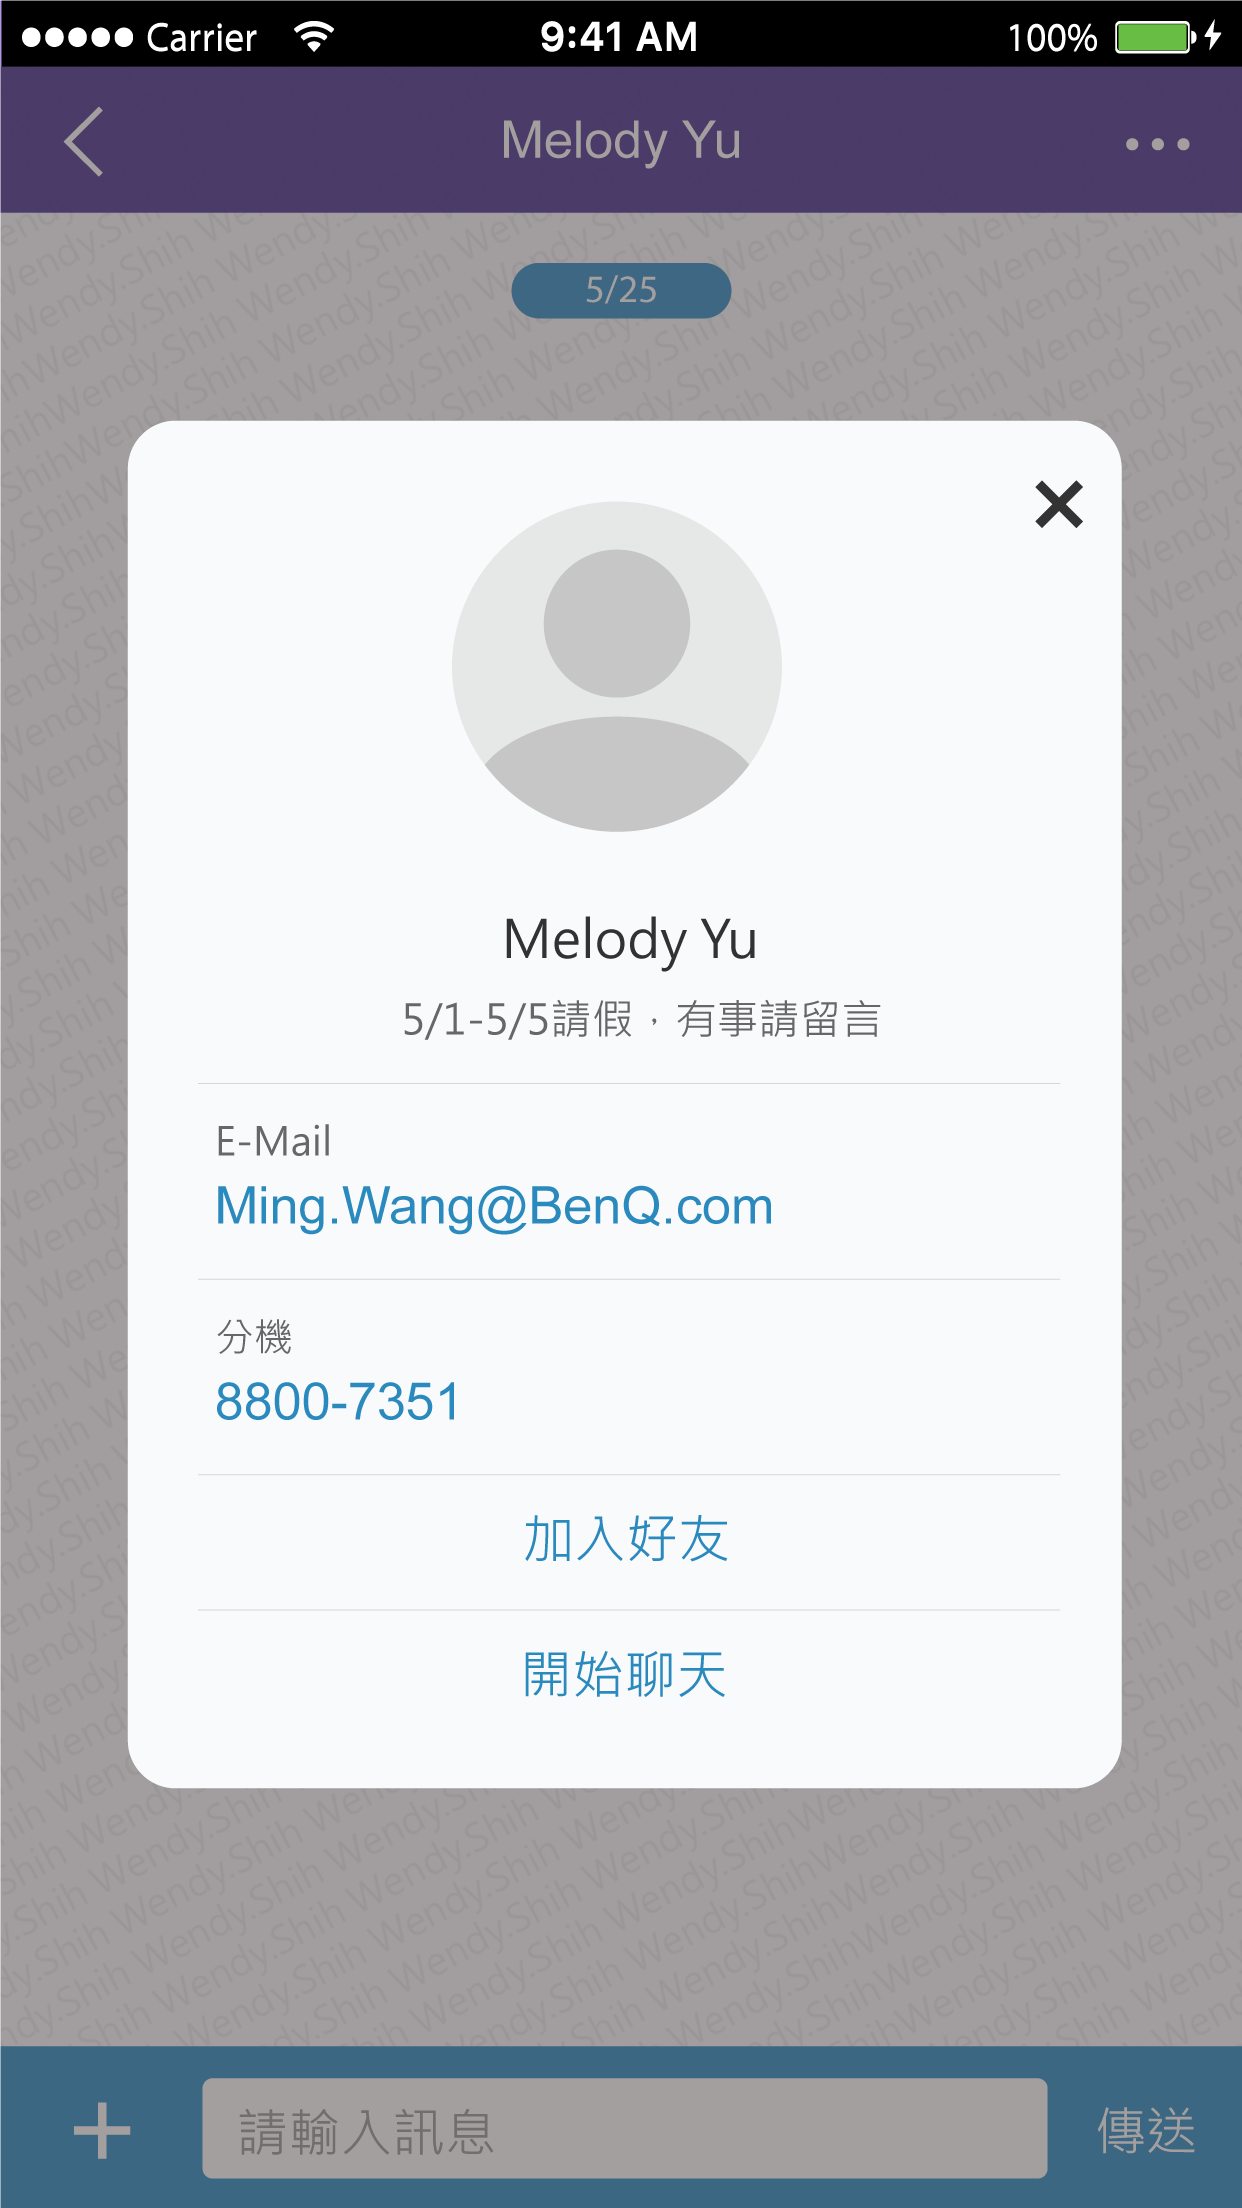 Carrier 9:41 AM 100%
Melody Yu
5/25
Melody Yu
5/1-5/5請假，有事請留言
E-Mail
Ming.Wang@BenQ.com
分機
8800-7351
加入好友
開始聊天
請輸入訊息 傳送
Wendy.Shih